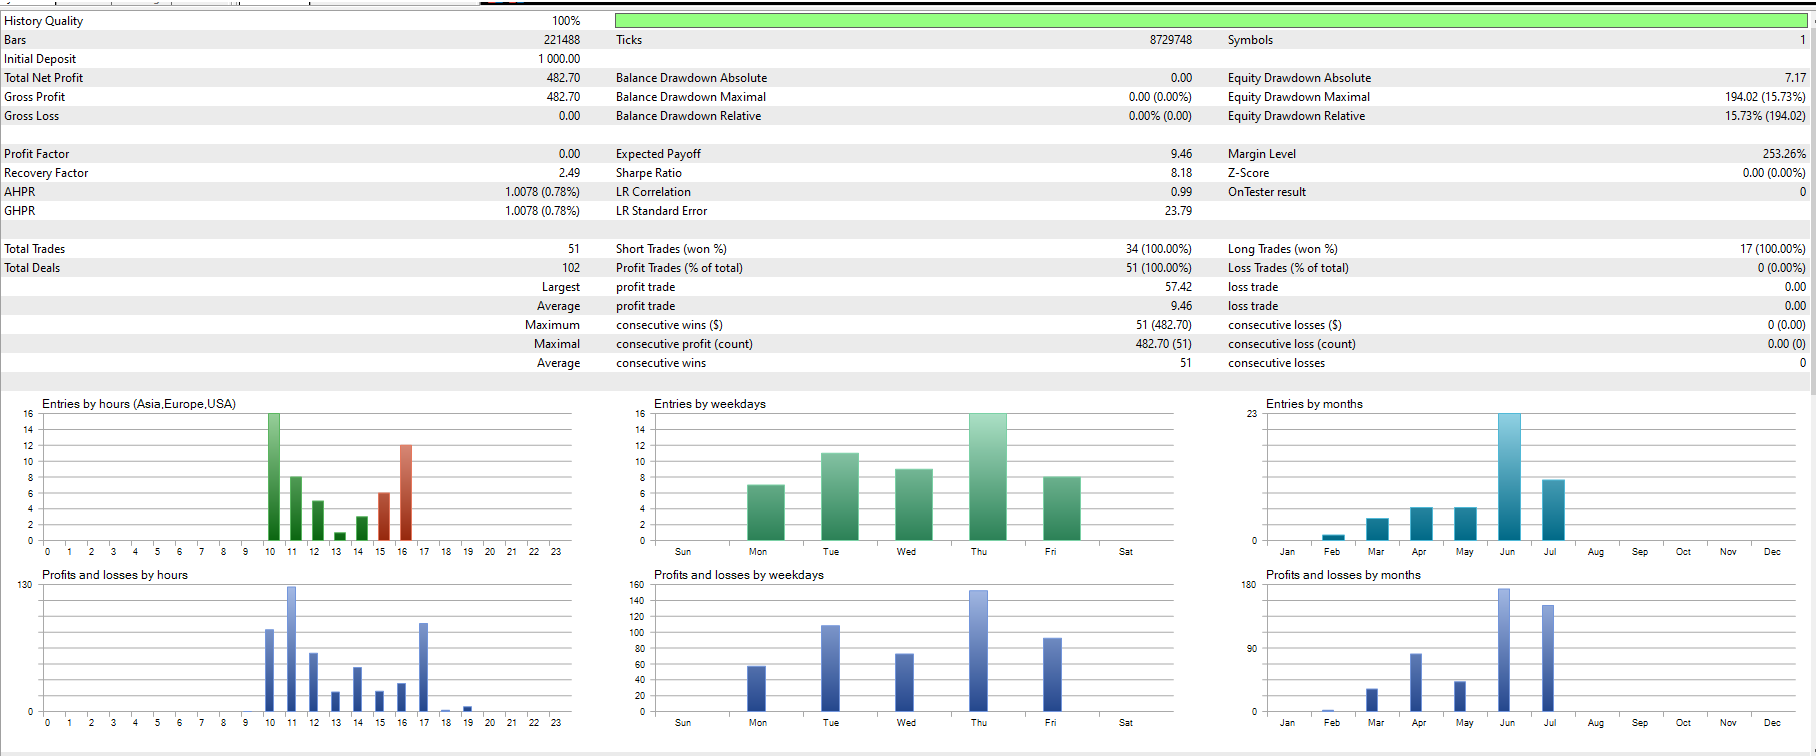 History Quality 100%
Bars 221488 Ticks 8729748 Symbols 1
Initial Deposit 1 000.00
Total Net Profit 482.70 Balance Drawdown Absolute 0.00 Equity Drawdown Absolute 7.17
Gross Profit 482.70 Balance Drawdown Maximal 0.00 (0.00%) Equity Drawdown Maximal 194.02 (15.73%)
Gross Loss 0.00 Balance Drawdown Relative 0.00% (0.00) Equity Drawdown Relative 15.73% (194.02)
Profit Factor 0.00 Expected Payoff 9.46 Margin Level 253.26%
Recovery Factor 2.49 Sharpe Ratio 8.18 Z-Score 0.00 (0.00%)
AHPR 1.0078 (0.78%) LR Correlation 0.99 OnTester result 0
GHPR 1.0078 (0.78%) LR Standard Error 23.79
Total Trades 51 Short Trades (won %) 34 (100.00%) Long Trades (won %) 17 (100.00%)
Total Deals 102 Profit Trades (% of total) 51 (100.00%) Loss Trades (% of total) 0 (0.00%)
Largest profit trade 57.42 loss trade 0.00
Average profit trade 9.46 loss trade 0.00
Maximum consecutive wins ($) 51 (482.70) consecutive losses ($) 0 (0.00)
Maximal consecutive profit (count) 482.70 (51) consecutive loss (count) 0.00 (0)
Average consecutive wins 51 consecutive losses 0
Entries by hours (Asia,Europe,USA)
16
14
12
10
8
6
4
2
0
0 1 2 3 4 5 6 7 8 9 10 11 12 13 14 15 16 17 18 19 20 21 22 23
Entries by weekdays
16
14
12
10
8
6
4
2
0
Sun Mon Tue Wed Thu Fri Sat
Entries by months
23
0
Jan Feb Mar Apr May Jun Jul Aug Sep Oct Nov Dec
Profits and losses by hours
130
0
0 1 2 3 4 5 6 7 8 9 10 11 12 13 14 15 16 17 18 19 20 21 22 23
Profits and losses by weekdays
160
140
120
100
80
60
40
20
0
Sun Mon Tue Wed Thu Fri Sat
Profits and losses by months
180
90
0
Jan Feb Mar Apr May Jun Jul Aug Sep Oct Nov Dec